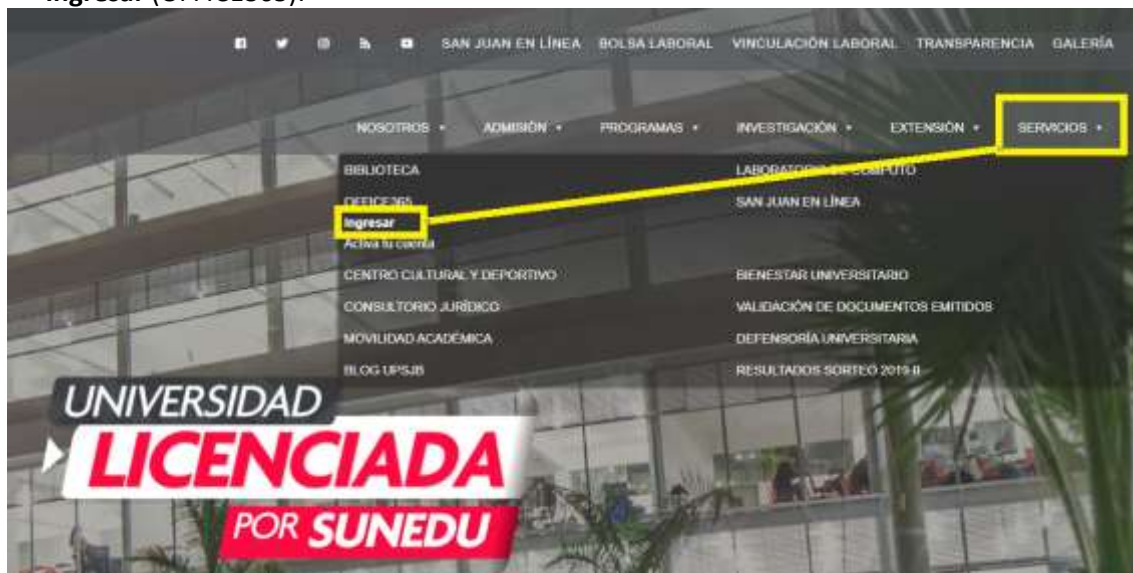 Ingresar (OFFICE365).
SAN JUAN EN LÍNEA BOLSA LABORAL VINCULACIÓN LABORAL TRANSPARENCIA GALERÍA
NOSOTROS ADMISIÓN PROGRAMAS INVESTIGACIÓN EXTENSIÓN SERVICIOS
BIBLIOTECA
LABORATORIO DE CÓMPUTO
OFFICE365
SAN JUAN EN LÍNEA
Ingresar
Activa tu cuenta
CENTRO CULTURAL Y DEPORTIVO
BIENESTAR UNIVERSITARIO
CONSULTORIO JURÍDICO
VALIDACIÓN DE DOCUMENTOS EMITIDOS
MOVILIDAD ACADÉMICA
DEFENSORÍA UNIVERSITARIA
BLOG UPSJB
RESULTADOS SORTEO 2019-II
UNIVERSIDAD
LICENCIADA
POR SUNEDU